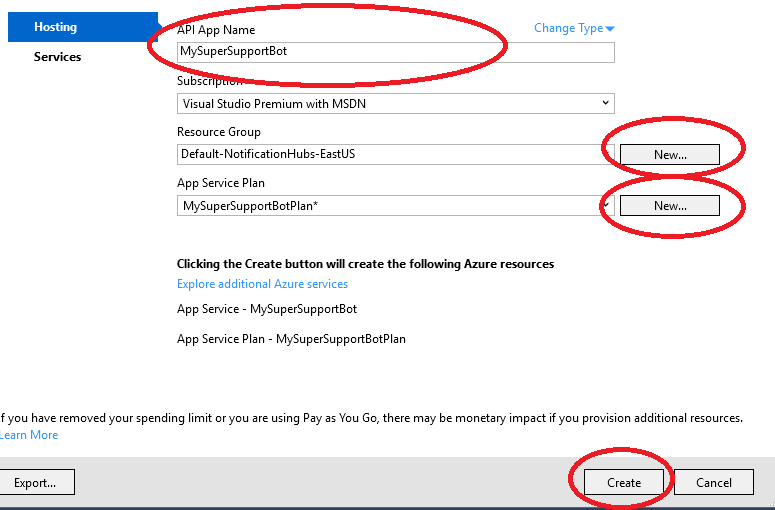 Hosting
Services
API App Name
Change Type
MySuperSupportBot
Subscription
Visual Studio Premium with MSDN
Resource Group
Default-NotificationHubs-EastUS
New...
App Service Plan
MySuperSupportBotPlan*
New...
Clicking the Create button will create the following Azure resources
Explore additional Azure services
App Service - MySuperSupportBot
App Service Plan - MySuperSupportBotPlan
f you have removed your spending limit or you are using Pay as You Go, there may be monetary impact if you provision additional resources.
Learn More
Export...
Create
Cancel